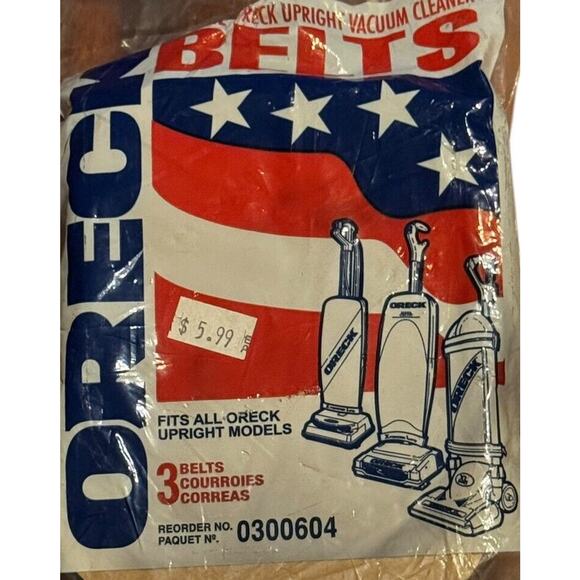 ORECK UPRIGHT VACUUM CLEANER
BELTS
ORECK
$ 5.99
ORECK
ORECK
ORECK
FITS ALL ORECK
UPRIGHT MODELS
3 BELTS
COURROIES
CORREAS
REORDER NO.
PAQUET Nº. 0300604